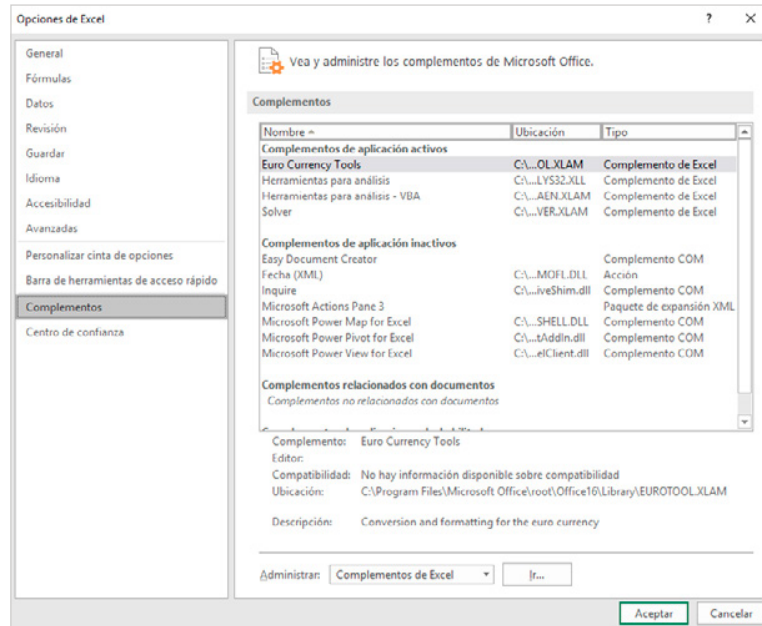 Opciones de Excel ? ×
General
Fórmulas
Datos
Revisión
Guardar
Idioma
Accesibilidad
Avanzadas
Personalizar cinta de opciones
Barra de herramientas de acceso rápido
Complementos
Centro de confianza
Vea y administre los complementos de Microsoft Office.
Complementos
Nombre Ubicación Tipo
Complementos de aplicación activos
Euro Currency Tools C:\...OL.XLAM Complemento de Excel
Herramientas para análisis C:\...LYS32.XLL Complemento de Excel
Herramientas para análisis - VBA C:\...AEN.XLAM Complemento de Excel
Solver C:\...VER.XLAM Complemento de Excel
Complementos de aplicación inactivos
Easy Document Creator Complemento COM
Fecha (XML) C:\...MOFL.DLL Acción
Inquire C:\...iveShim.dll Complemento COM
Microsoft Actions Pane 3 Paquete de expansión XML
Microsoft Power Map for Excel C:\...SHELL.DLL Complemento COM
Microsoft Power Pivot for Excel C:\...tAddIn.dll Complemento COM
Microsoft Power View for Excel C:\...elClient.dll Complemento COM
Complementos relacionados con documentos
Complementos no relacionados con documentos
Complemento: Euro Currency Tools
Editor:
Compatibilidad: No hay información disponible sobre compatibilidad
Ubicación: C:\Program Files\Microsoft Office\root\Office16\Library\EUROTOOL.XLAM
Descripción: Conversion and formatting for the euro currency
Administrar: Complementos de Excel Ir...
Aceptar Cancelar